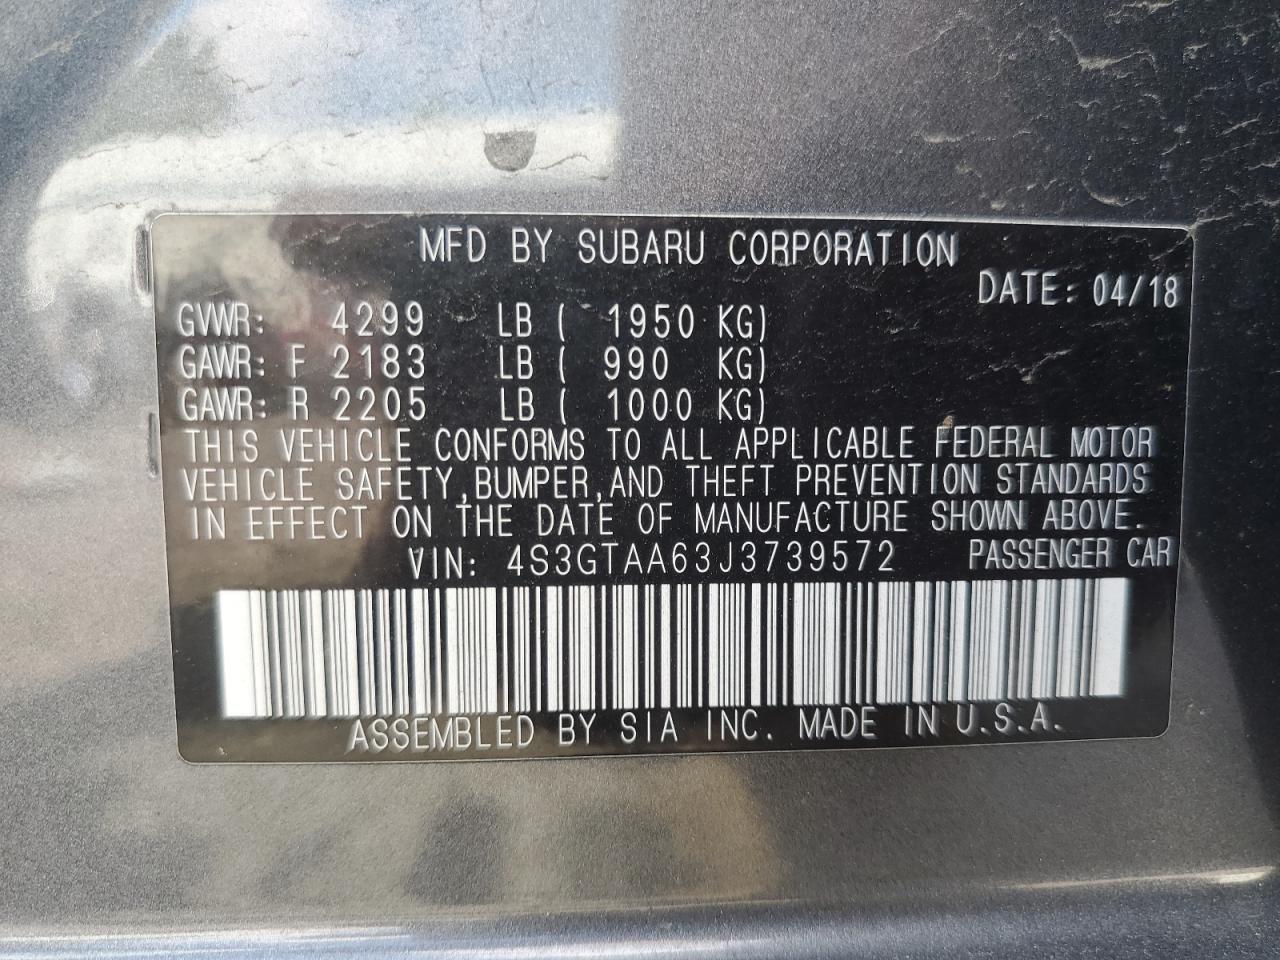 MFD BY SUBARU CORPORATION
DATE: 04/18
GVWR: 4299 LB ( 1950 KG)
GAWR: F 2183 LB ( 990 KG)
GAWR: R 2205 LB ( 1000 KG)
THIS VEHICLE CONFORMS TO ALL APPLICABLE FEDERAL MOTOR
VEHICLE SAFETY,BUMPER,AND THEFT PREVENTION STANDARDS
IN EFFECT ON THE DATE OF MANUFACTURE SHOWN ABOVE.
VIN: 4S3GTAA63J3739572 PASSENGER CAR
ASSEMBLED BY SIA INC. MADE IN U.S.A.